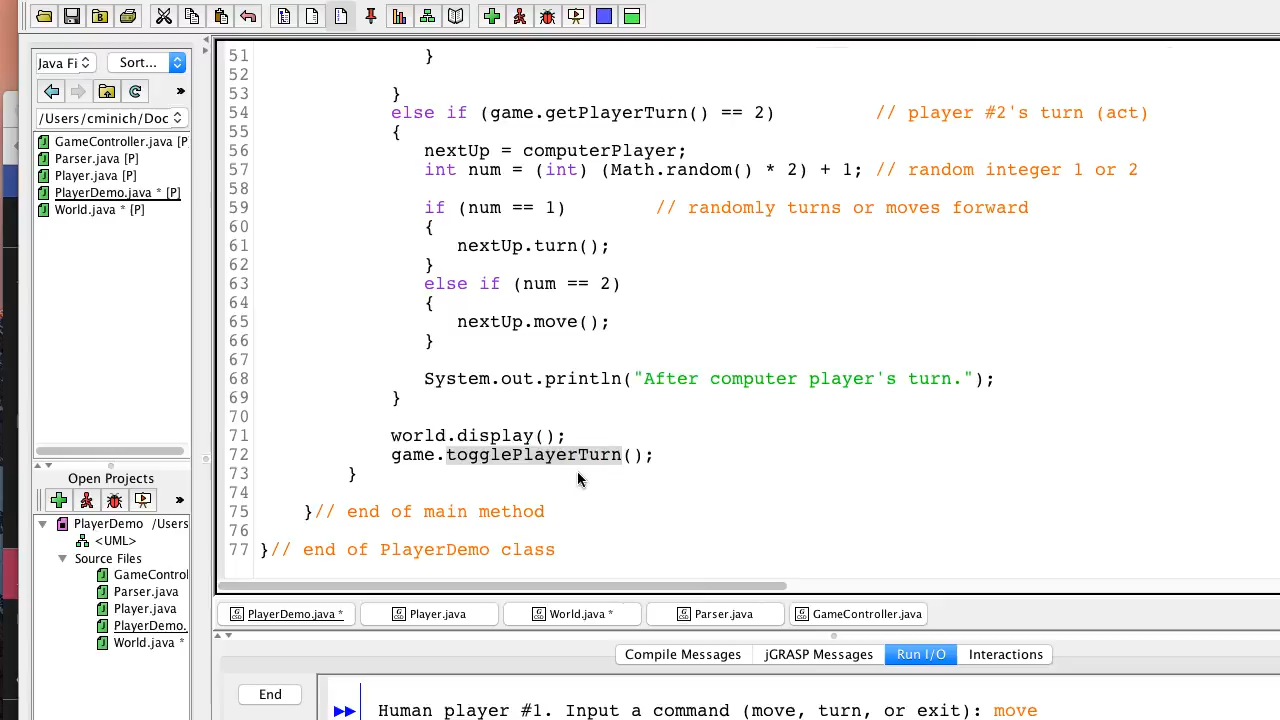 Java Fi
Sort...
/Users/cminich/Doc
GameController.java [P
Parser.java [P]
Player.java [P]
PlayerDemo.java * [P]
World.java * [P]
Open Projects
PlayerDemo /Users
<UML>
Source Files
GameControl
Parser.java
Player.java
PlayerDemo.
World.java *
51 }
52
53 }
54 else if (game.getPlayerTurn() == 2) // player #2's turn (act)
55 {
56 nextUp = computerPlayer;
57 int num = (int) (Math.random() * 2) + 1; // random integer 1 or 2
58
59 if (num == 1) // randomly turns or moves forward
60 {
61 nextUp.turn();
62 }
63 else if (num == 2)
64 {
65 nextUp.move();
66 }
67
68 System.out.println("After computer player's turn.");
69 }
70
71 world.display();
72 game.togglePlayerTurn();
73 }
74
75 }// end of main method
76
77 }// end of PlayerDemo class
PlayerDemo.java * Player.java World.java * Parser.java GameController.java
Compile Messages jGRASP Messages Run I/O Interactions
End
Human player #1. Input a command (move, turn, or exit): move